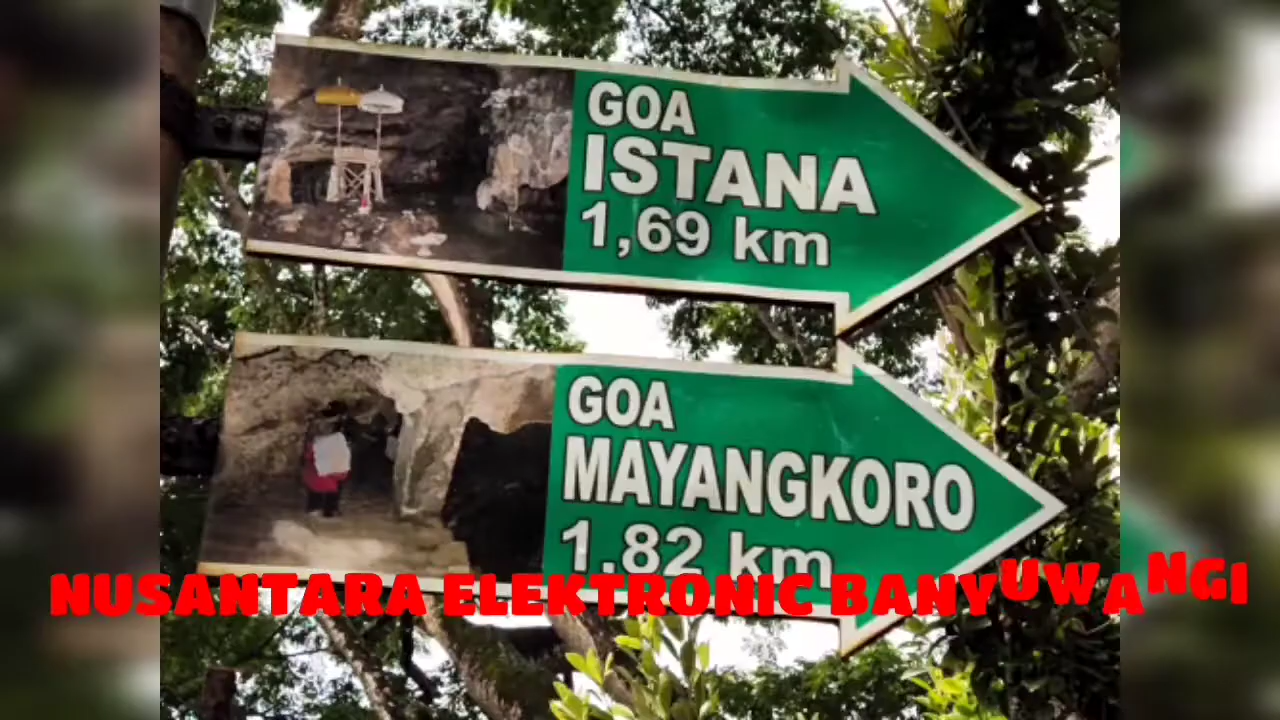 GOA
ISTANA
1,69 km
GOA
MAYANGKORO
1.82 km
NUSANTARA ELEKTRONIC BANYUWANGI